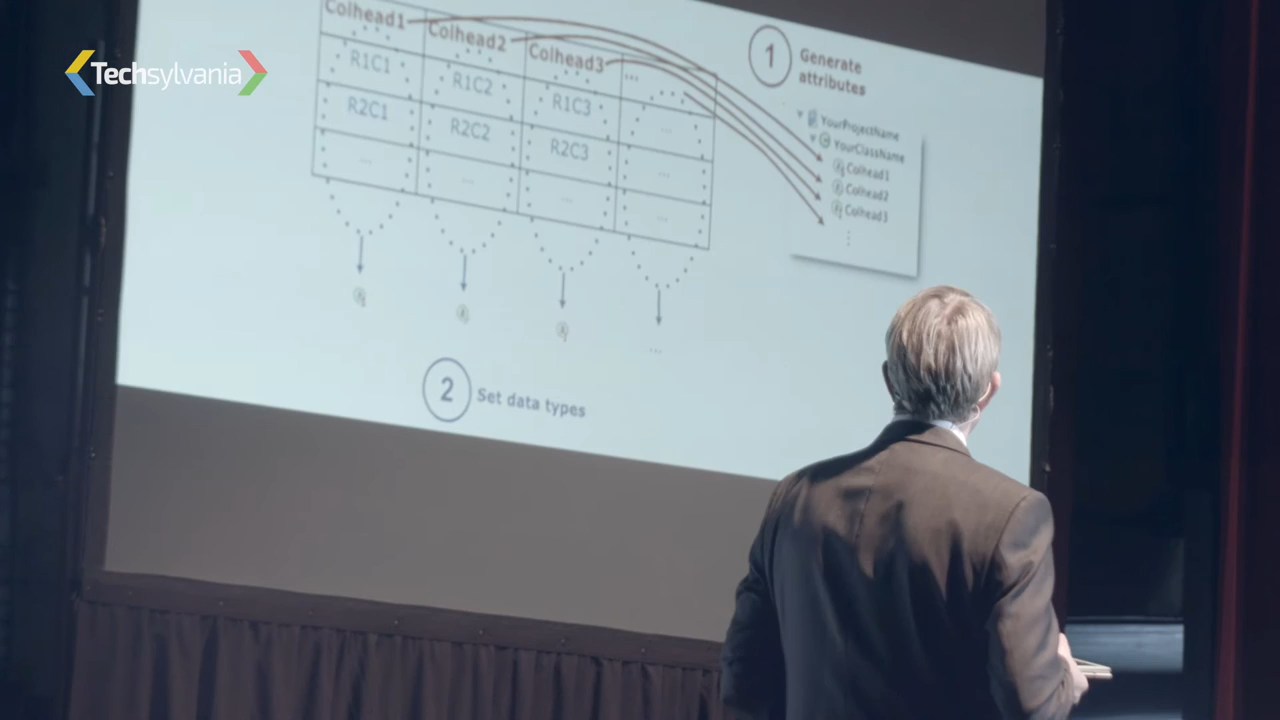 Techsylvania
Colhead1
Colhead2
Colhead3
...
R1C1
R1C2
R1C3
...
R2C1
R2C2
R2C3
...
...
...
...
...
...
1
Generate
attributes
YourProjectName
YourClassName
Colhead1
Colhead2
Colhead3
2
Set data types